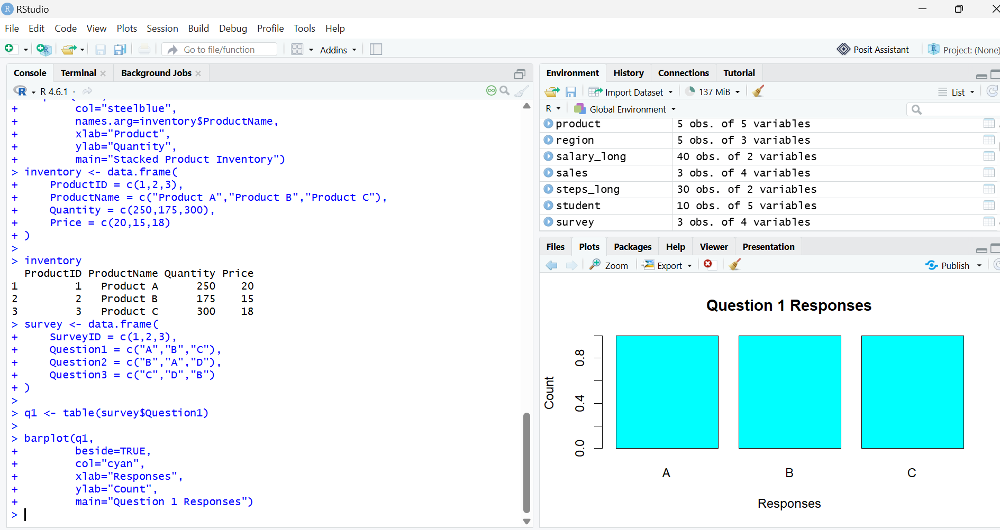 RStudio
File Edit Code View Plots Session Build Debug Profile Tools Help
Go to file/function Addins Posit Assistant Project: (None)
Console Terminal Background Jobs
R 4.6.1 ·
+         col="steelblue",
+         names.arg=inventory$ProductName,
+         xlab="Product",
+         ylab="Quantity",
+         main="Stacked Product Inventory")
> inventory <- data.frame(
+     ProductID = c(1,2,3),
+     ProductName = c("Product A","Product B","Product C"),
+     Quantity = c(250,175,300),
+     Price = c(20,15,18)
+ )
>
> inventory
  ProductID ProductName Quantity Price
1         1   Product A      250    20
2         2   Product B      175    15
3         3   Product C      300    18
> survey <- data.frame(
+     SurveyID = c(1,2,3),
+     Question1 = c("A","B","C"),
+     Question2 = c("B","A","D"),
+     Question3 = c("C","D","B")
+ )
>
> q1 <- table(survey$Question1)
>
> barplot(q1,
+         beside=TRUE,
+         col="cyan",
+         xlab="Responses",
+         ylab="Count",
+         main="Question 1 Responses")
>
Environment History Connections Tutorial
Import Dataset 137 MiB List
R Global Environment
product 5 obs. of 5 variables
region 5 obs. of 3 variables
salary_long 40 obs. of 2 variables
sales 3 obs. of 4 variables
steps_long 30 obs. of 2 variables
student 10 obs. of 5 variables
survey 3 obs. of 4 variables
Files Plots Packages Help Viewer Presentation
Zoom Export Publish
Question 1 Responses
Count
0.8
0.4
0.0
A B C
Responses